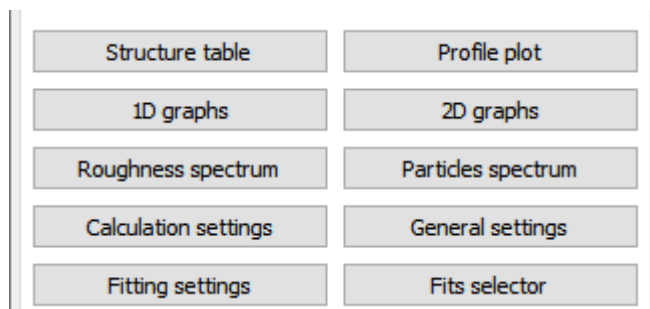 Structure table
Profile plot
1D graphs
2D graphs
Roughness spectrum
Particles spectrum
Calculation settings
General settings
Fitting settings
Fits selector